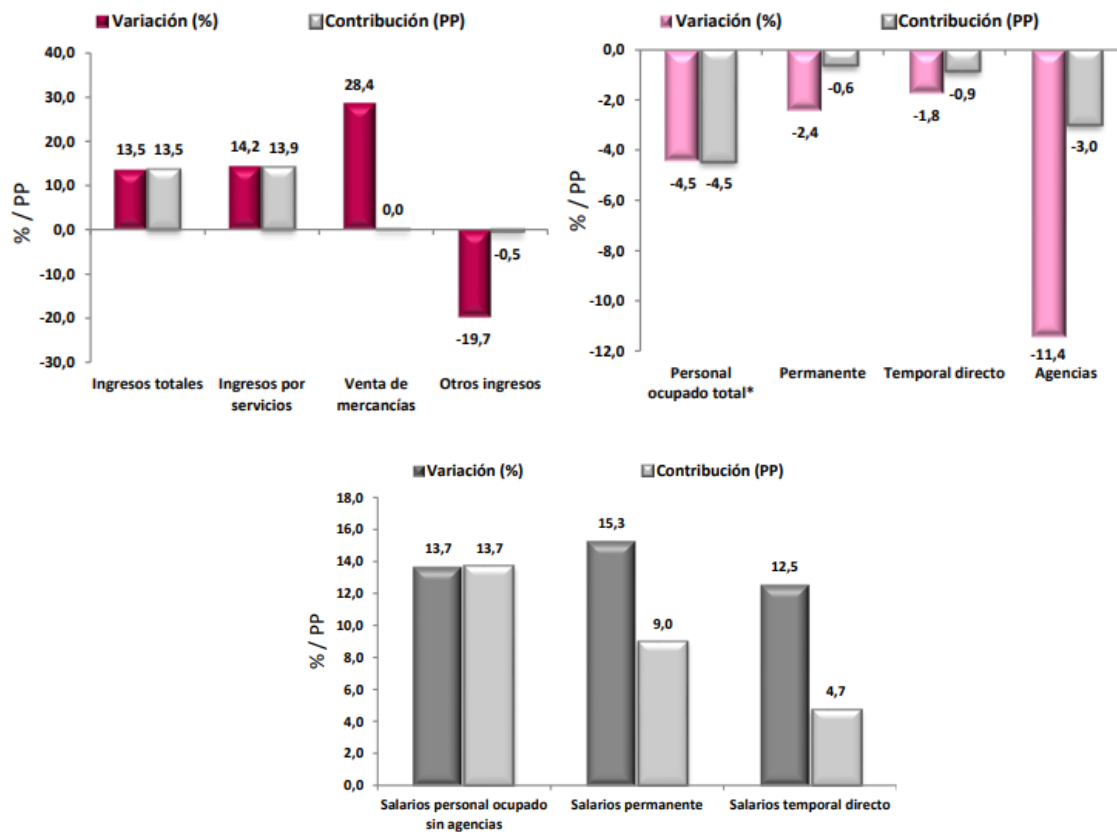 Variación (%) Contribución (PP)
% / PP
40,0
30,0
20,0
10,0
0,0
-10,0
-20,0
-30,0
13,5 13,5 14,2 13,9 28,4 0,0 -19,7 -0,5
Ingresos totales Ingresos por Venta de Otros ingresos
servicios mercancías
Variación (%) Contribución (PP)
% / PP
0,0
-2,0
-4,0
-6,0
-8,0
-10,0
-12,0
-4,5 -4,5 -2,4 -0,6 -1,8 -0,9 -11,4 -3,0
Personal Permanente Temporal directo Agencias
ocupado total*
Variación (%) Contribución (PP)
% / PP
18,0
16,0
14,0
12,0
10,0
8,0
6,0
4,0
2,0
0,0
13,7 13,7 15,3 9,0 12,5 4,7
Salarios personal ocupado Salarios permanente Salarios temporal directo
sin agencias